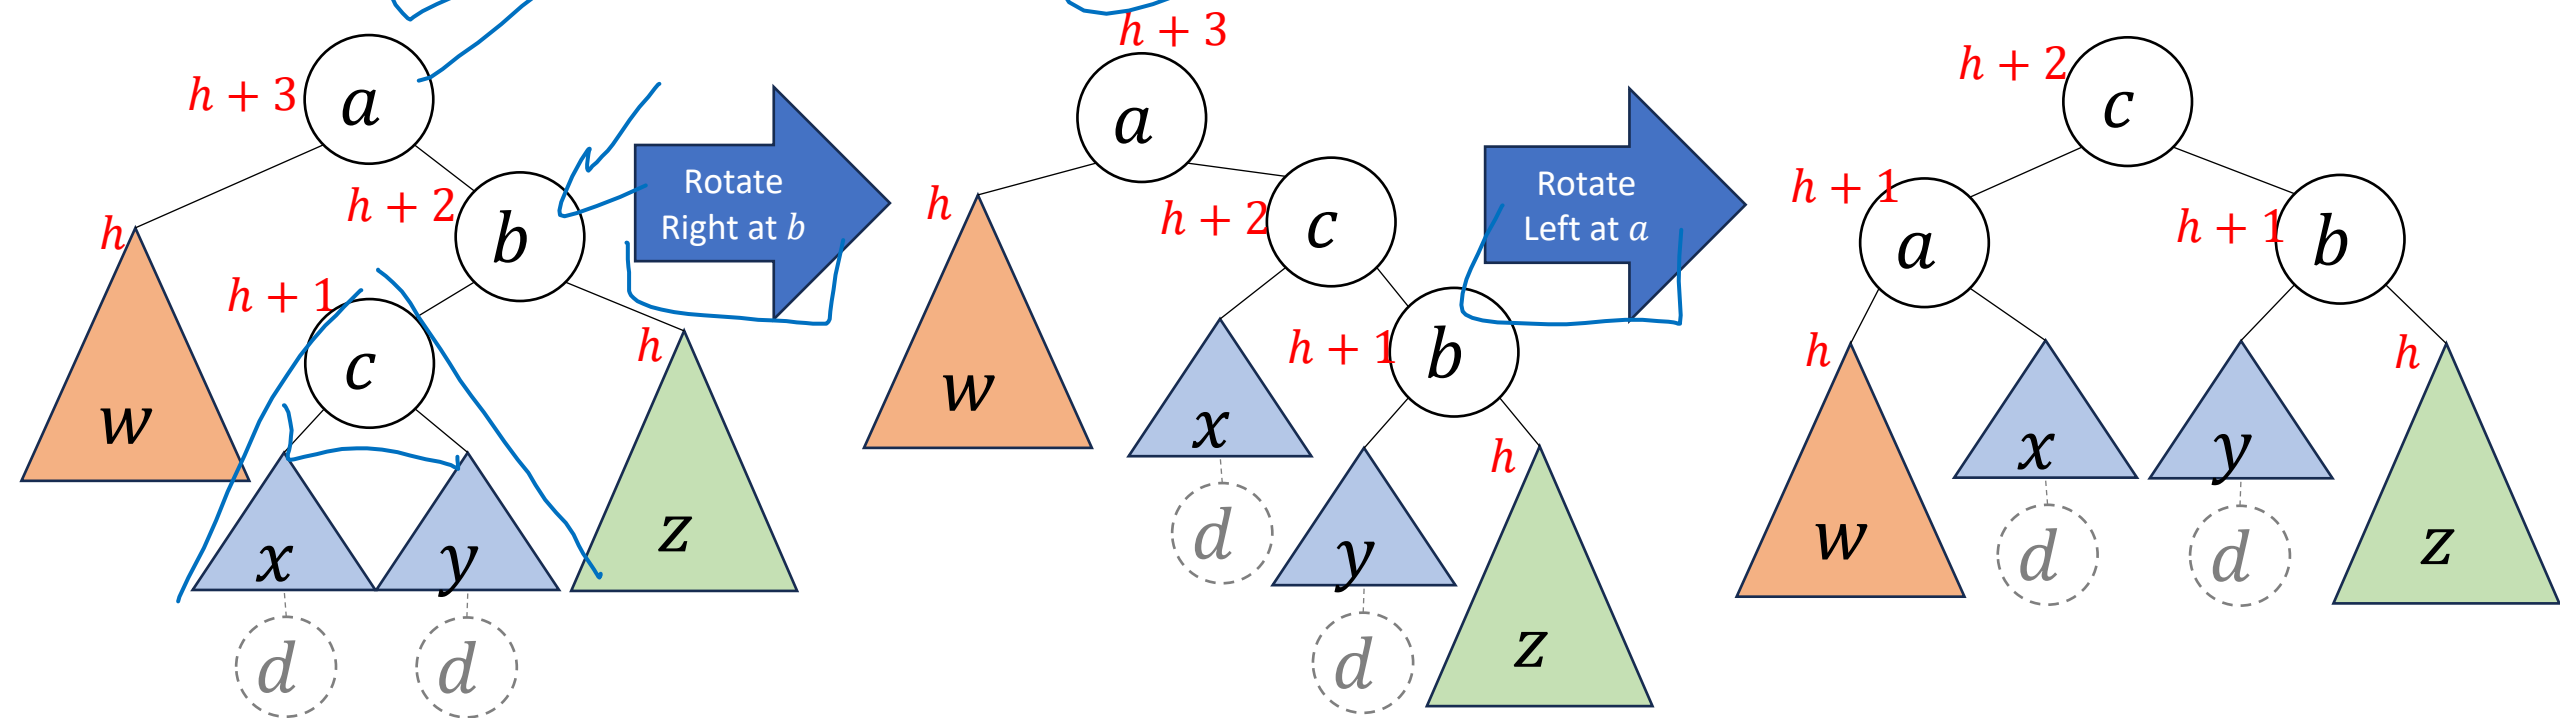 h + 3
a
h + 2
b
h
h + 1
c
h
w
x
y
z
d
d
Rotate
Right at b
h + 3
a
h
h + 2
c
h + 1
b
w
x
h
d
y
z
d
Rotate
Left at a
h + 2
c
h + 1
a
h + 1
b
h
h
w
x
y
z
d
d